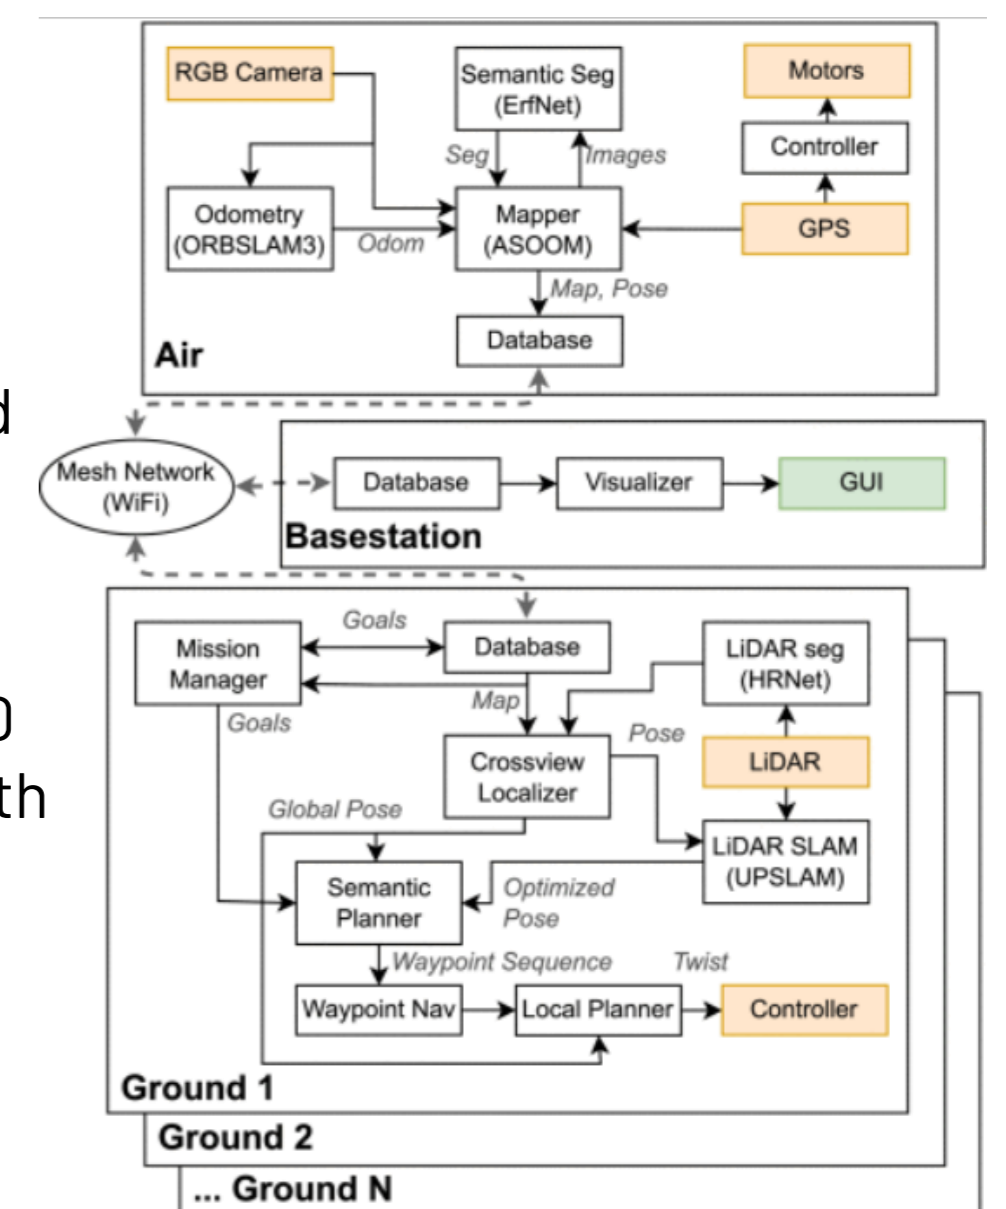 RGB Camera
Semantic Seg
(ErfNet)
Motors
Controller
Seg
Images
Odometry
(ORBSLAM3)
Odom
Mapper
(ASOOM)
GPS
Map, Pose
Database
Air
d
Mesh Network
(WiFi)
Database
Visualizer
GUI
Basestation
Mission
Manager
Goals
Database
LiDAR seg
(HRNet)
Map
Goals
Pose
Crossview
Localizer
LiDAR
th
Global Pose
LiDAR SLAM
(UPSLAM)
Semantic
Planner
Optimized
Pose
Waypoint Sequence
Twist
Waypoint Nav
Local Planner
Controller
Ground 1
Ground 2
... Ground N